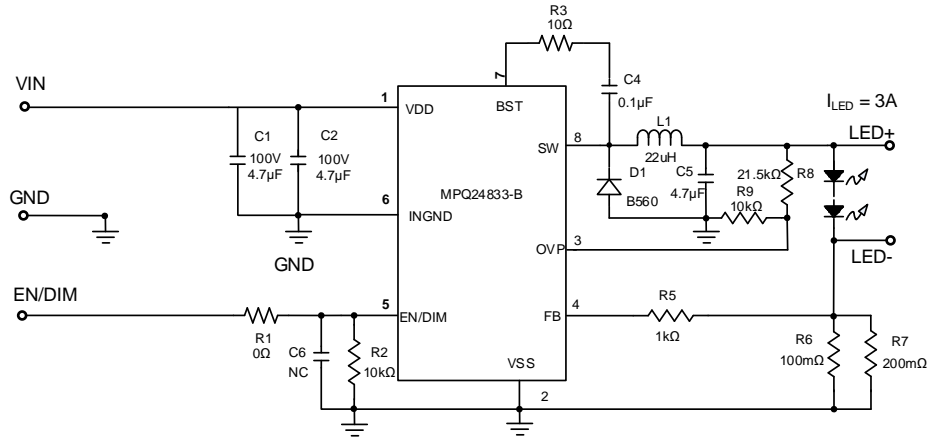 R3
10Ω
VIN
7
C4
0.1µF
1
VDD
BST
ILED = 3A
C1
100V
4.7µF
C2
100V
4.7µF
L1
22uH
8
SW
LED+
MPQ24833-B
D1
B560
C5
4.7µF
21.5kΩ
R8
R9
10kΩ
GND
6
INGND
3
OVP
LED-
GND
EN/DIM
5
EN/DIM
4
FB
R5
1kΩ
R1
0Ω
C6
NC
R2
10kΩ
VSS
2
R6
100mΩ
R7
200mΩ